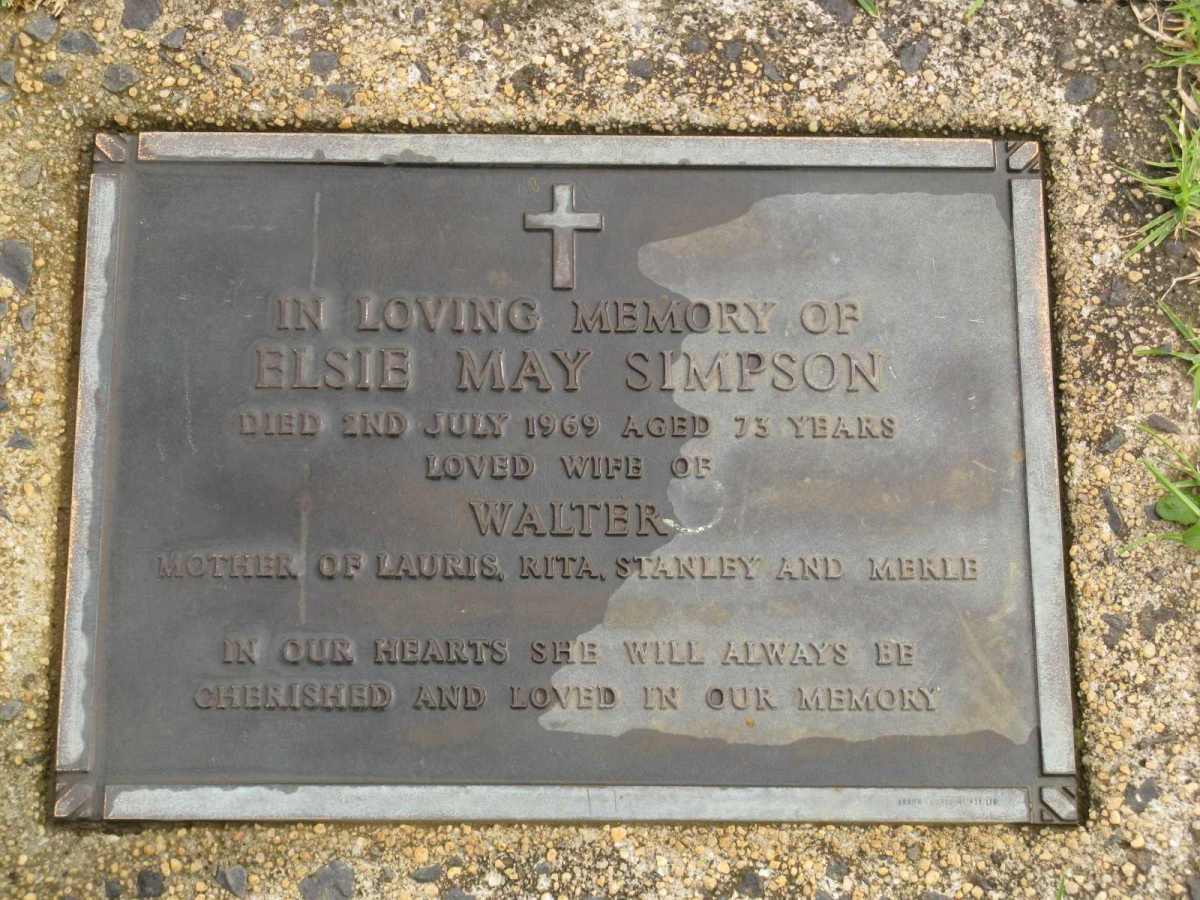 IN LOVING MEMORY OF
ELSIE MAY SIMPSON
DIED 2ND JULY 1969 AGED 73 YEARS
LOVED WIFE OF
WALTER
MOTHER OF LAURIS, RITA, STANLEY AND MERLE
IN OUR HEARTS SHE WILL ALWAYS BE
CHERISHED AND LOVED IN OUR MEMORY